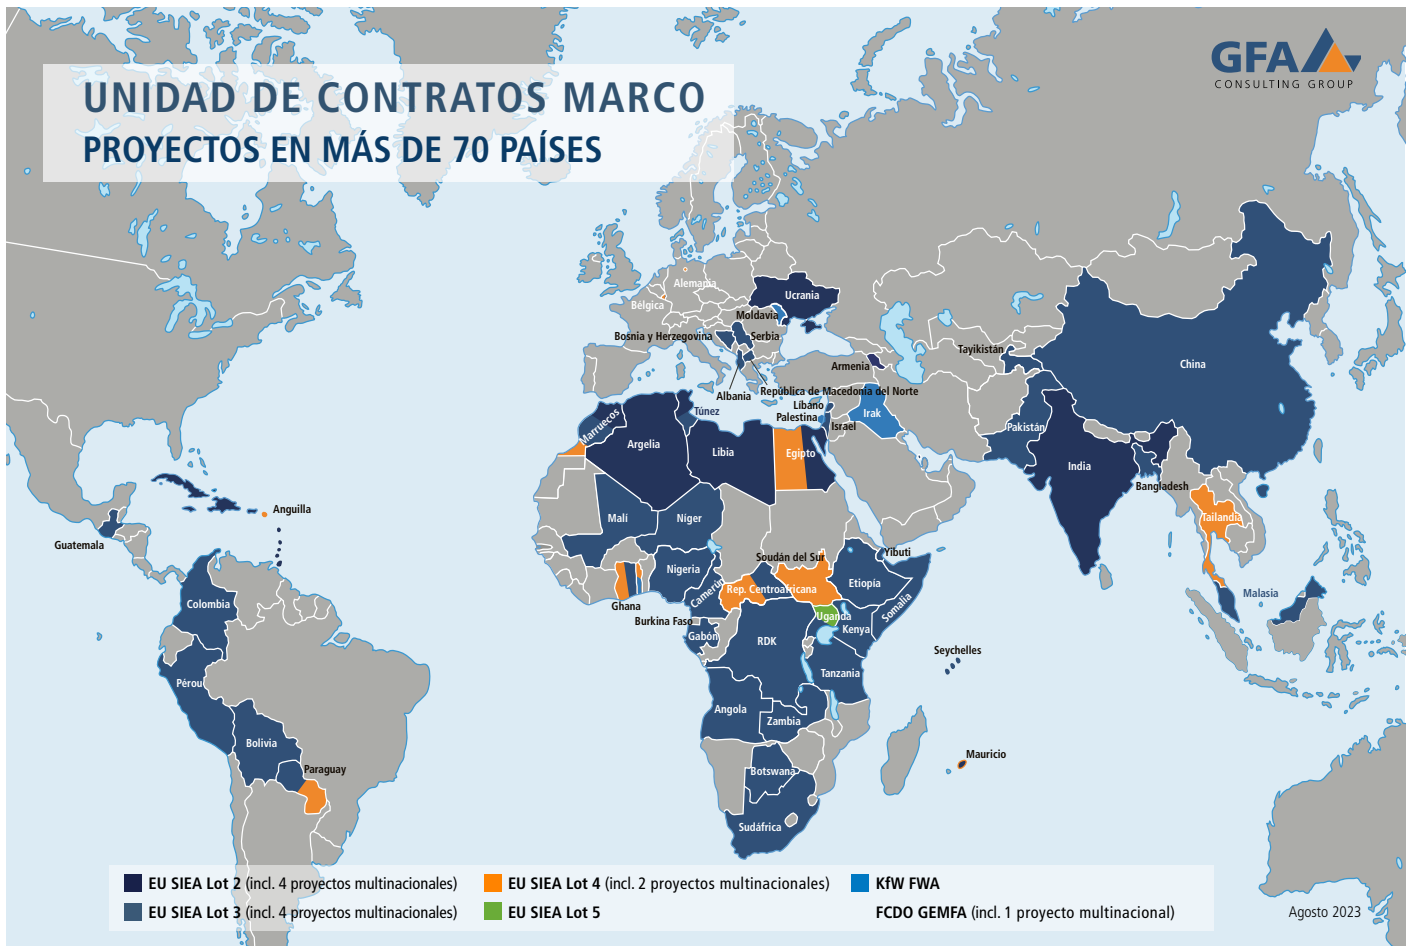 UNIDAD DE CONTRATOS MARCO
PROYECTOS EN MÁS DE 70 PAÍSES
GFA
CONSULTING GROUP
Alemania
Bélgica
Ucrania
Moldavia
Bosnia y Herzegovina
Serbia
Tayikistán
Armenia
China
Albania
República de Macedonia del Norte
Líbano
Palestina
Israel
Irak
Túnez
Marruecos
Argelia
Libia
Egipto
Pakistán
India
Bangladesh
Tailandia
Malasia
Anguilla
Guatemala
Malí
Níger
Nigeria
Soudán del Sur
Yibuti
Etiopía
Rep. Centroafricana
Camerún
Ghana
Burkina Faso
Gabón
Uganda
Kenya
Somalia
RDK
Tanzania
Seychelles
Colombia
Pérou
Bolivia
Paraguay
Angola
Zambia
Botswana
Sudáfrica
Mauricio
EU SIEA Lot 2 (incl. 4 proyectos multinacionales)
EU SIEA Lot 3 (incl. 4 proyectos multinacionales)
EU SIEA Lot 4 (incl. 2 proyectos multinacionales)
EU SIEA Lot 5
KfW FWA
FCDO GEMFA (incl. 1 proyecto multinacional)
Agosto 2023